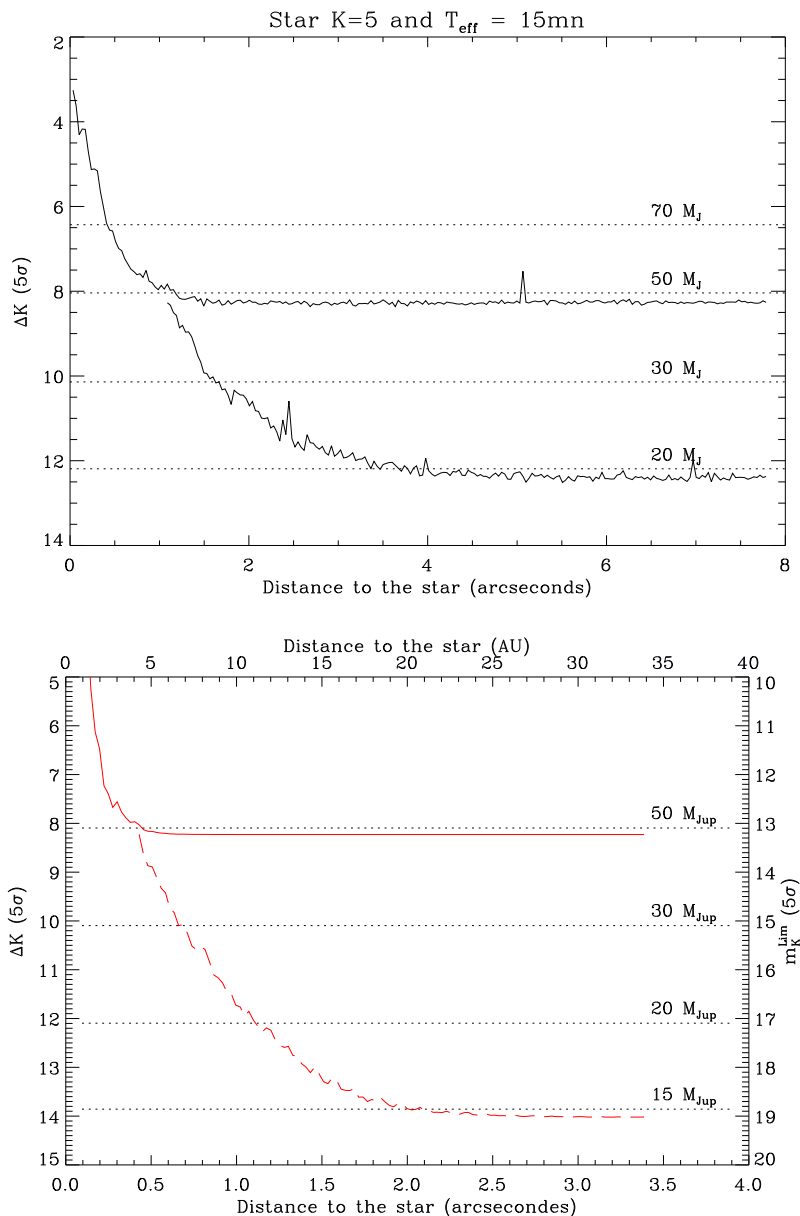 Star K=5 and T_eff = 15mn
2
4
6
8
10
12
14
ΔK (5σ)
70 M_J
50 M_J
30 M_J
20 M_J
0 2 4 6 8
Distance to the star (arcseconds)
Distance to the star (AU)
0 5 10 15 20 25 30 35 40
5
6
7
8
9
10
11
12
13
14
15
ΔK (5σ)
50 M_Jup
30 M_Jup
20 M_Jup
15 M_Jup
10
11
12
13
14
15
16
17
18
19
20
m_K^Lim (5σ)
0.0 0.5 1.0 1.5 2.0 2.5 3.0 3.5 4.0
Distance to the star (arcsecondes)